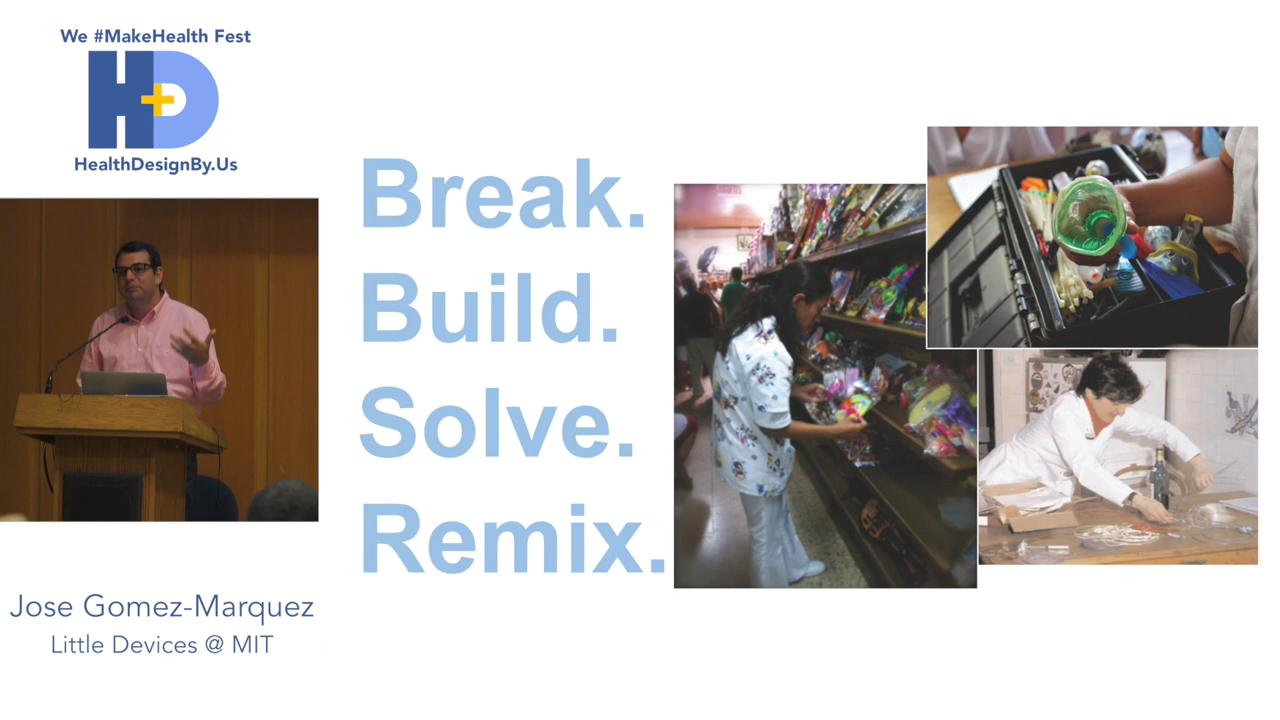 We #MakeHealth Fest
HD
HealthDesignBy.Us
Break.
Build.
Solve.
Remix.
Jose Gomez-Marquez
Little Devices @ MIT